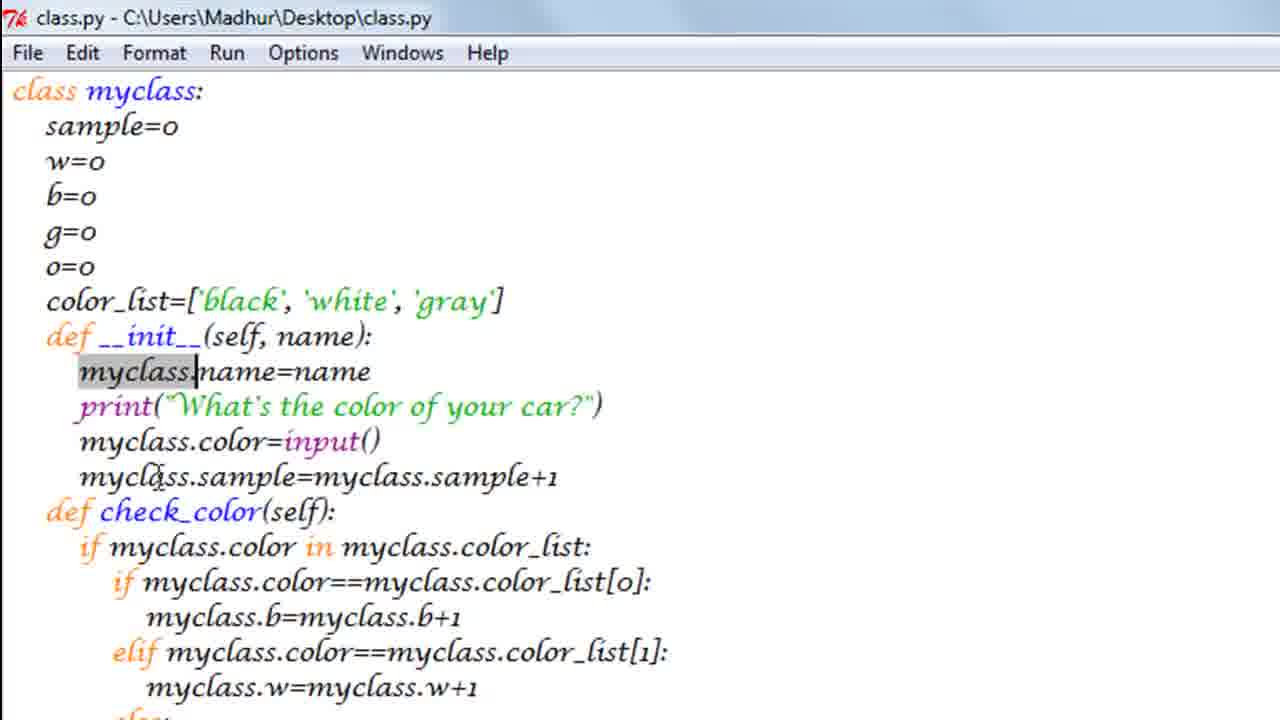 class.py - C:\Users\Madhur\Desktop\class.py
File Edit Format Run Options Windows Help
class myclass:
sample=0
w=0
b=0
g=0
o=0
color_list=['black', 'white', 'gray']
def __init__(self, name):
myclass.name=name
print("What's the color of your car?")
myclass.color=input()
myclass.sample=myclass.sample+1
def check_color(self):
if myclass.color in myclass.color_list:
if myclass.color==myclass.color_list[0]:
myclass.b=myclass.b+1
elif myclass.color==myclass.color_list[1]:
myclass.w=myclass.w+1
else: